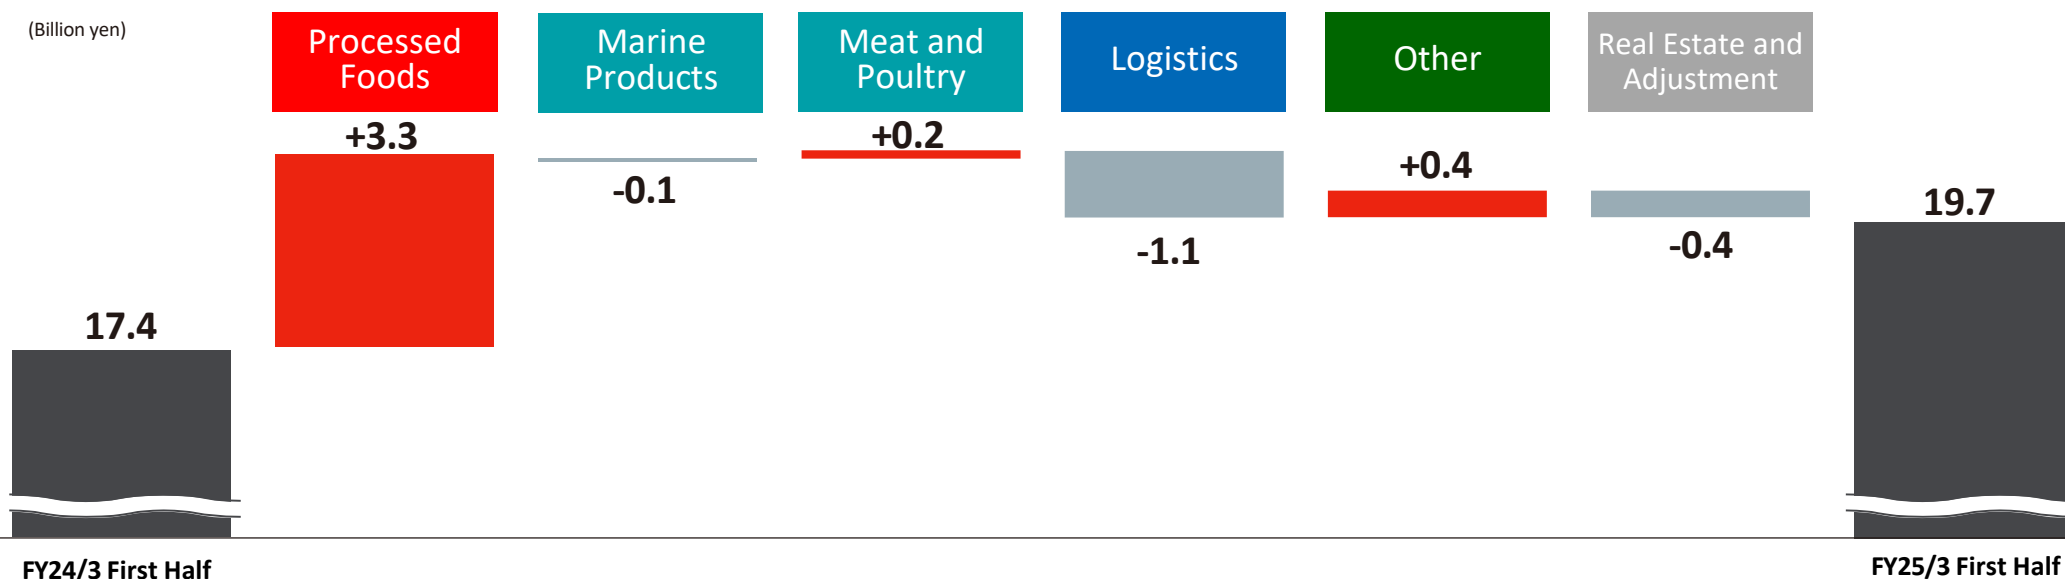 (Billion yen)
Processed
Foods
Marine
Products
Meat and
Poultry
Logistics
Other
Real Estate and
Adjustment
+3.3
-0.1
+0.2
-1.1
+0.4
-0.4
17.4
19.7
FY24/3 First Half
FY25/3 First Half